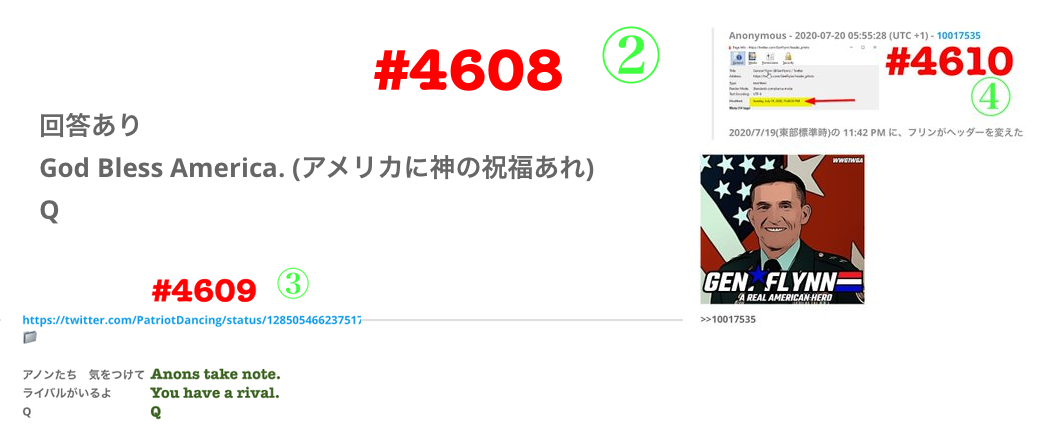 #4608 ②
回答あり
God Bless America. (アメリカに神の祝福あれ)
Q
#4609 ③
https://twitter.com/PatriotDancing/status/12850546623751
アノンたち 気をつけて Anons take note.
ライバルがいるよ You have a rival.
Q Q
Anonymous - 2020-07-20 05:55:28 (UTC +1) - 10017535
#4610
④
2020/7/19(東部標準時)の 11:42 PM に、フリンがヘッダーを変えた
WWG1WGA
GEN FLYNN
A REAL AMERICAN HERO
>>10017535